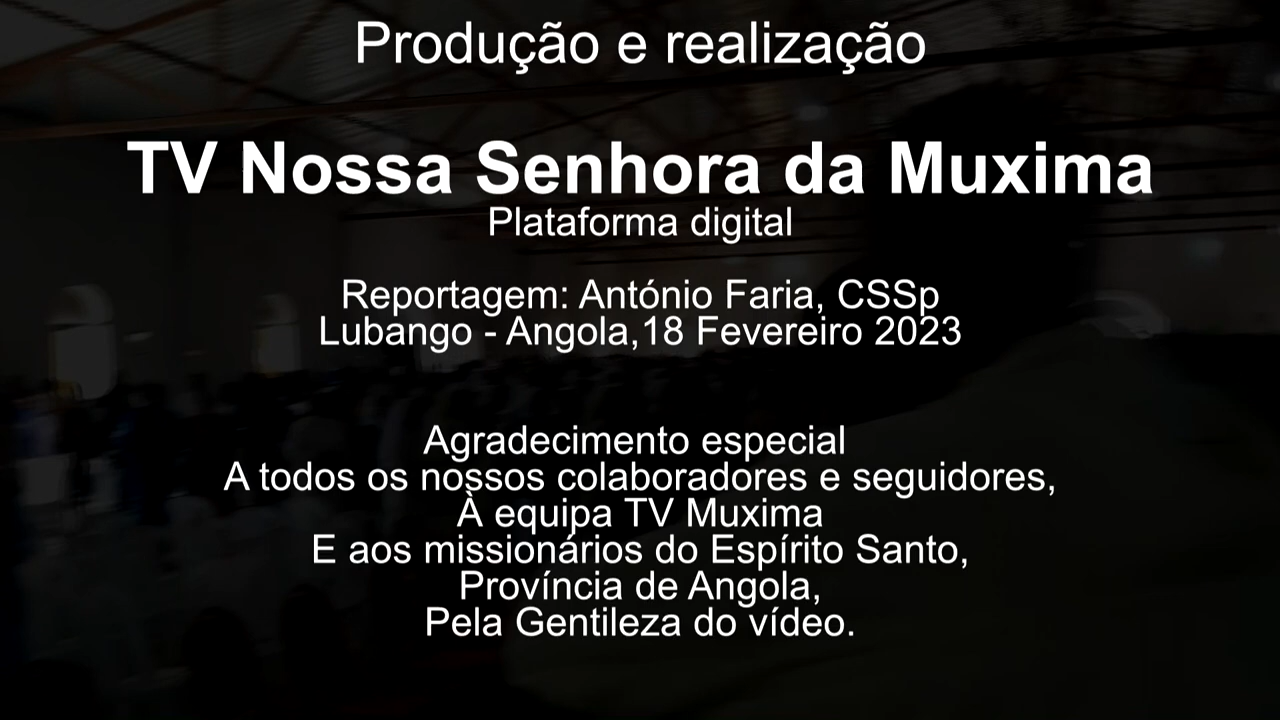 Produção e realização
TV Nossa Senhora da Muxima
Plataforma digital
Reportagem: António Faria, CSSp
Lubango - Angola,18 Fevereiro 2023
Agradecimento especial
A todos os nossos colaboradores e seguidores,
À equipa TV Muxima
E aos missionários do Espírito Santo,
Província de Angola,
Pela Gentileza do vídeo.